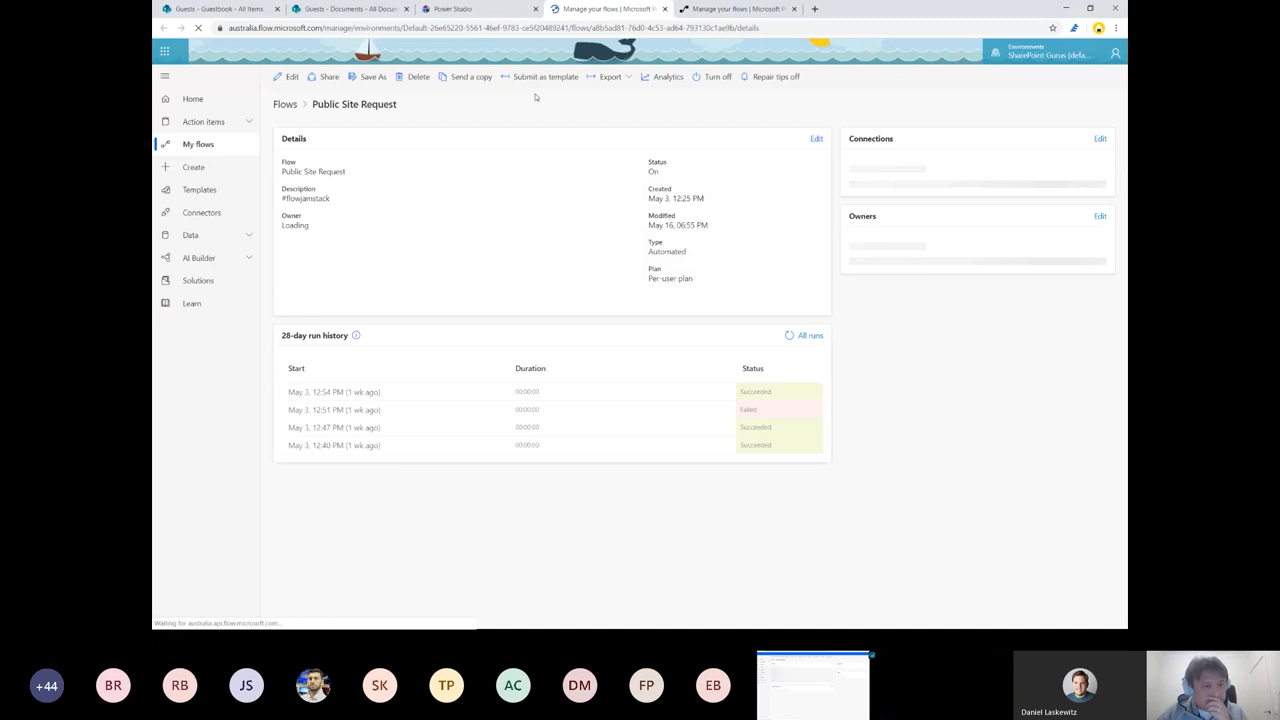 Guests - Guestbook - All Items
Guests - Documents - All Docum
Power Studio
Manage your flows | Microsoft P
Manage your flows | Microsoft P
australia.flow.microsoft.com/manage/environments/Default-26e65220-5561-46ef-9783-ce5f20489241/flows/a8b5ad81-76d0-4c53-ad64-793130c1ae9b/details
Environments
SharePoint Gurus (defa...
Edit
Share
Save As
Delete
Send a copy
Submit as template
Export
Analytics
Turn off
Repair tips off
Home
Action items
My flows
Create
Templates
Connectors
Data
AI Builder
Solutions
Learn
Flows > Public Site Request
Details
Edit
Flow
Public Site Request
Description
#flowjamstack
Owner
Loading
Status
On
Created
May 3, 12:25 PM
Modified
May 16, 06:55 PM
Type
Automated
Plan
Per-user plan
Connections
Edit
Owners
Edit
28-day run history
All runs
Start Duration Status
May 3, 12:54 PM (1 wk ago) 00:00:00 Succeeded
May 3, 12:51 PM (1 wk ago) 00:00:00 Failed
May 3, 12:47 PM (1 wk ago) 00:00:00 Succeeded
May 3, 12:40 PM (1 wk ago) 00:00:00 Succeeded
Waiting for australia.api.flow.microsoft.com...
+44
BR
RB
JS
SK
TP
AC
DM
FP
EB
Daniel Laskewitz